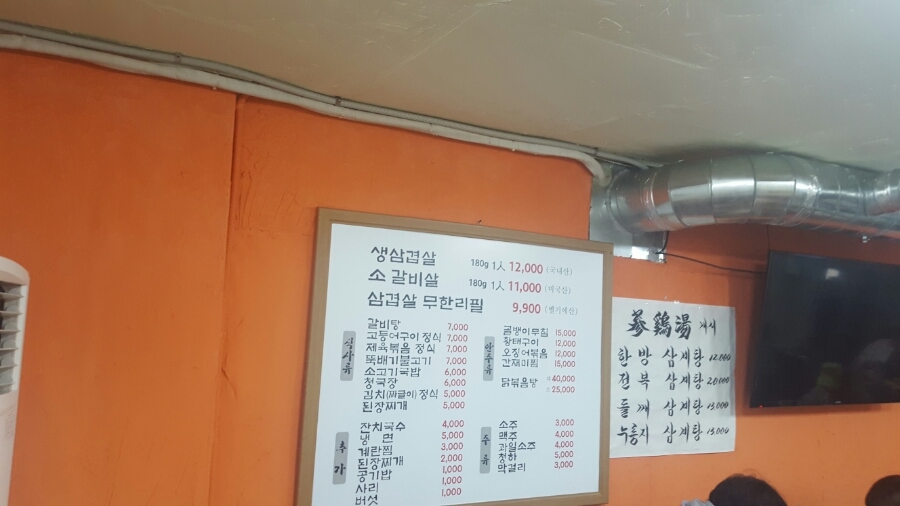 생삼겹살 180g 1人 12,000 (국내산)
소 갈비살 180g 1人 11,000 (미국산)
삼겹살 무한리필 9,900 (벨기에산)
식사류
갈비탕 7,000
고등어구이 정식 7,000
제육볶음 정식 7,000
뚝배기불고기 7,000
소고기국밥 6,000
청국장 6,000
김치(짜글이) 정식 5,000
된장찌개 5,000
안주류
골뱅이무침 15,000
황태구이 12,000
오징어볶음 12,000
간재미찜 15,000
닭볶음탕 40,000
25,000
추가
잔치국수 4,000
냉 면 5,000
계란찜 3,000
된장찌개 2,000
공기밥 1,000
사리 1,000
버섯
주류
소주 3,000
맥주 4,000
과일소주 4,000
청하 5,000
막걸리 3,000
蔘鷄湯 개시
한방 삼계탕 12,000
전복 삼계탕 20,000
들깨 삼계탕 13,000
누룽지 삼계탕 13,000